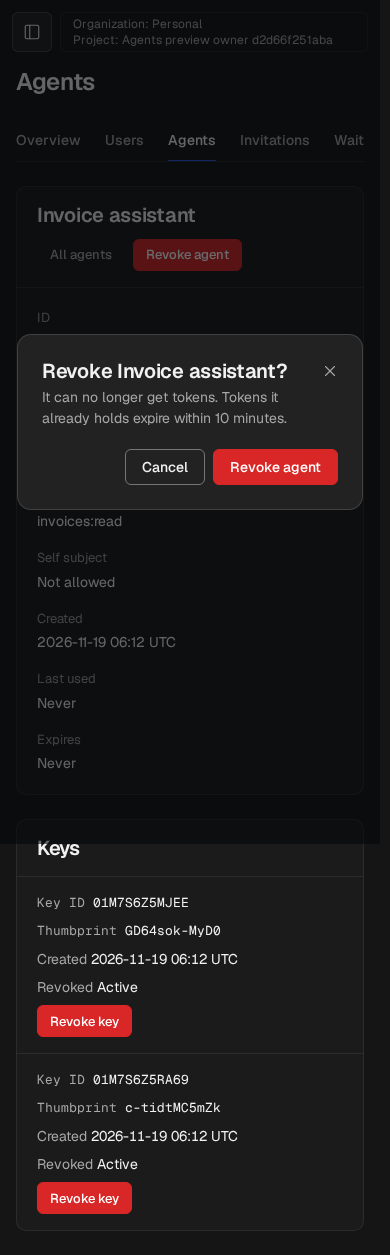 Organization: Personal
Project: Agents preview owner d2d66f251aba
Agents
Overview Users Agents Invitations Wait
Invoice assistant
All agents Revoke agent
ID
Revoke Invoice assistant?
It can no longer get tokens. Tokens it
already holds expire within 10 minutes.
Cancel Revoke agent
invoices:read
Self subject
Not allowed
Created
2026-11-19 06:12 UTC
Last used
Never
Expires
Never
Keys
Key ID 01M7S6Z5MJEE
Thumbprint GD64sok-MyD0
Created 2026-11-19 06:12 UTC
Revoked Active
Revoke key
Key ID 01M7S6Z5RA69
Thumbprint c-tidtMC5mZk
Created 2026-11-19 06:12 UTC
Revoked Active
Revoke key